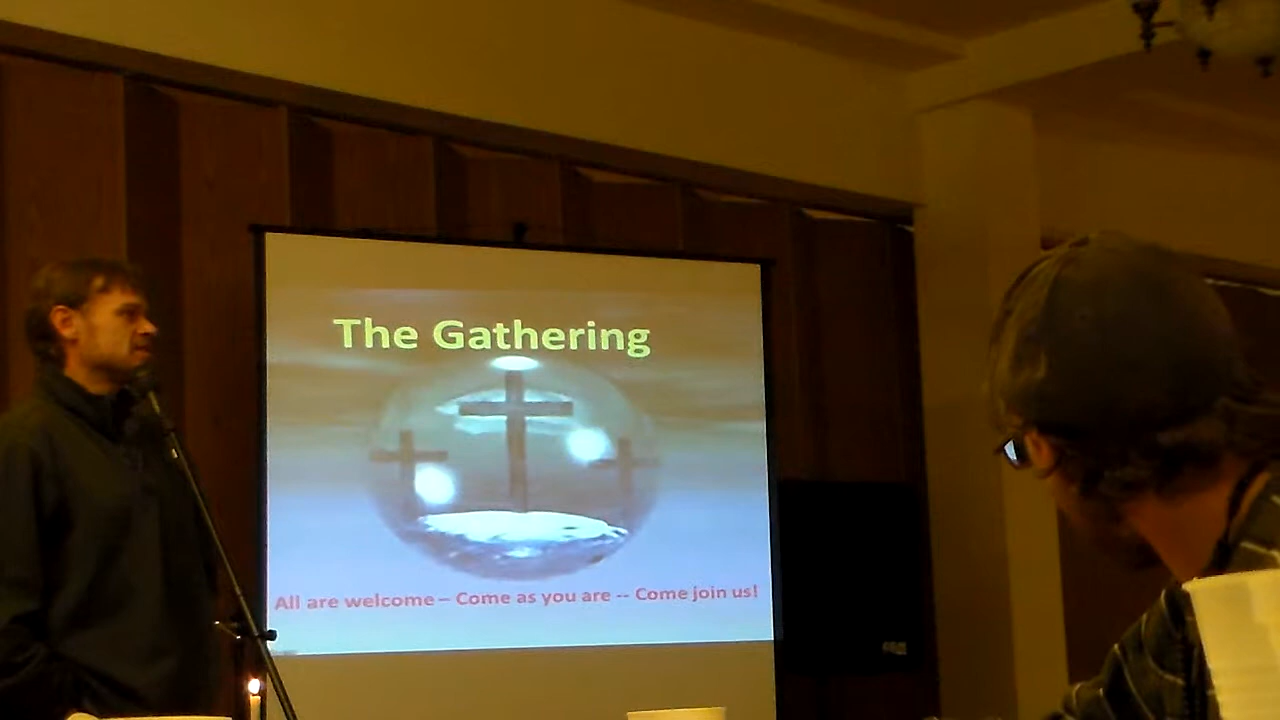 The Gathering
All are welcome – Come as you are -- Come join us!